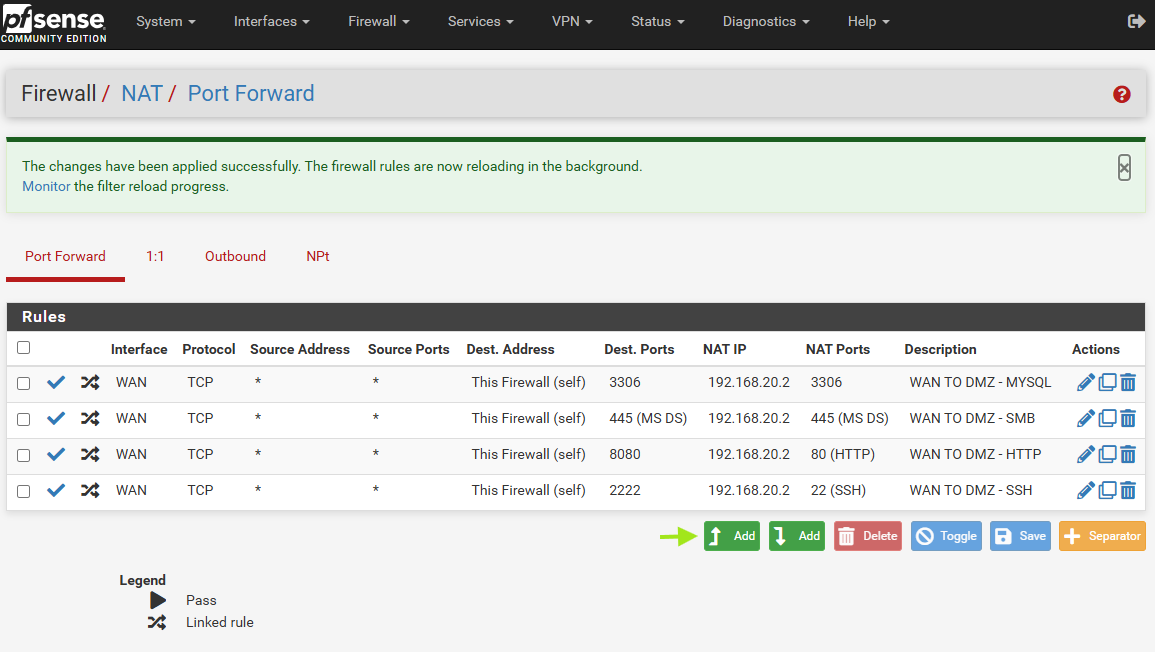 pfsense
COMMUNITY EDITION
System Interfaces Firewall Services VPN Status Diagnostics Help
Firewall / NAT / Port Forward ?
The changes have been applied successfully. The firewall rules are now reloading in the background.
Monitor the filter reload progress.
Port Forward 1:1 Outbound NPt
Rules
Interface Protocol Source Address Source Ports Dest. Address Dest. Ports NAT IP NAT Ports Description Actions
WAN TCP * * This Firewall (self) 3306 192.168.20.2 3306 WAN TO DMZ - MYSQL
WAN TCP * * This Firewall (self) 445 (MS DS) 192.168.20.2 445 (MS DS) WAN TO DMZ - SMB
WAN TCP * * This Firewall (self) 8080 192.168.20.2 80 (HTTP) WAN TO DMZ - HTTP
WAN TCP * * This Firewall (self) 2222 192.168.20.2 22 (SSH) WAN TO DMZ - SSH
Add Add Delete Toggle Save Separator
Legend
Pass
Linked rule